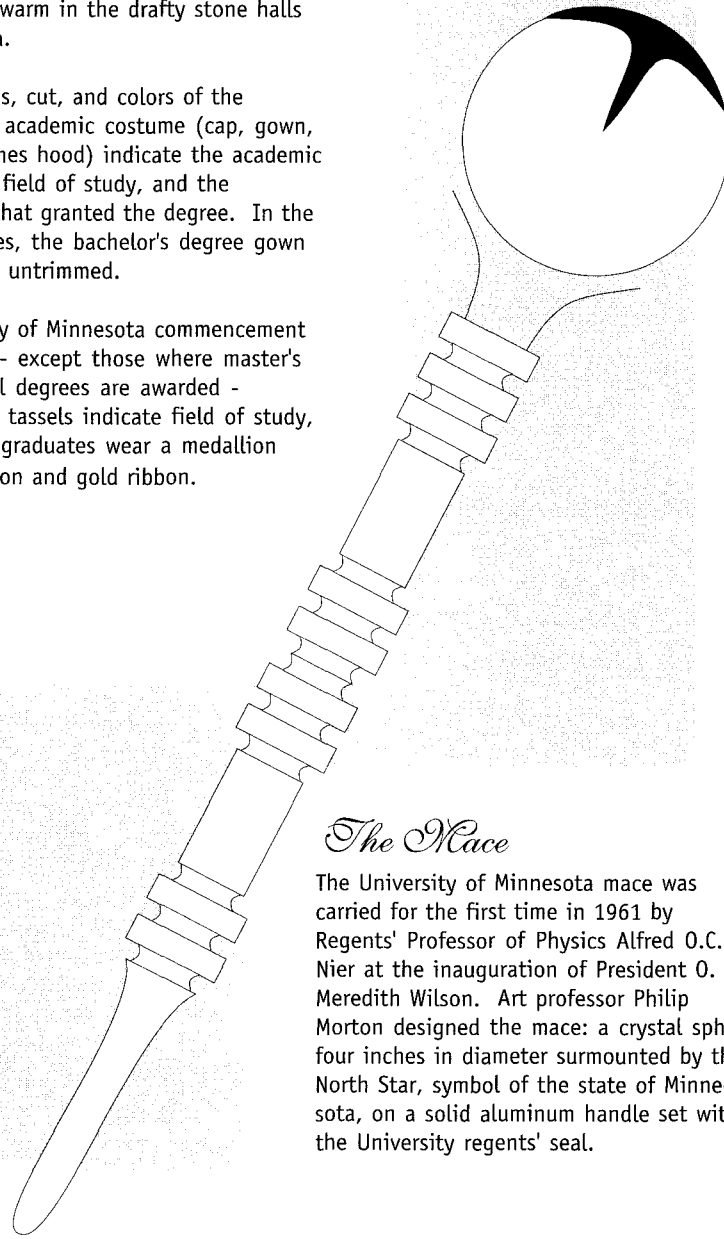 warm in the drafty stone halls
s, cut, and colors of the
academic costume (cap, gown,
nes hood) indicate the academic
field of study, and the
hat granted the degree. In the
es, the bachelor's degree gown
untrimmed.
y of Minnesota commencement
- except those where master's
l degrees are awarded -
tassels indicate field of study,
graduates wear a medallion
on and gold ribbon.
The Mace
The University of Minnesota mace was
carried for the first time in 1961 by
Regents' Professor of Physics Alfred O.C.
Nier at the inauguration of President O.
Meredith Wilson. Art professor Philip
Morton designed the mace: a crystal sph
four inches in diameter surmounted by t
North Star, symbol of the state of Minne
sota, on a solid aluminum handle set wit
the University regents' seal.